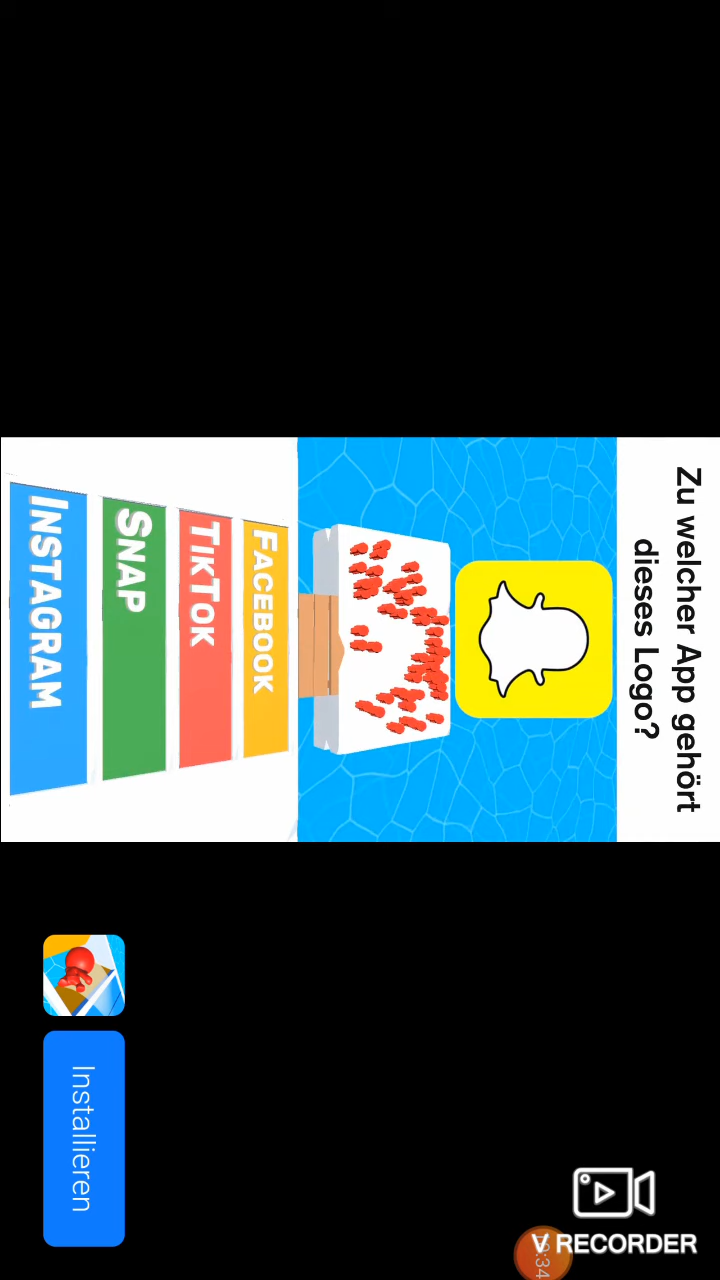 Zu welcher App gehört
dieses Logo?
FACEBOOK
TIKTOK
SNAP
INSTAGRAM
Installieren
V RECORDER